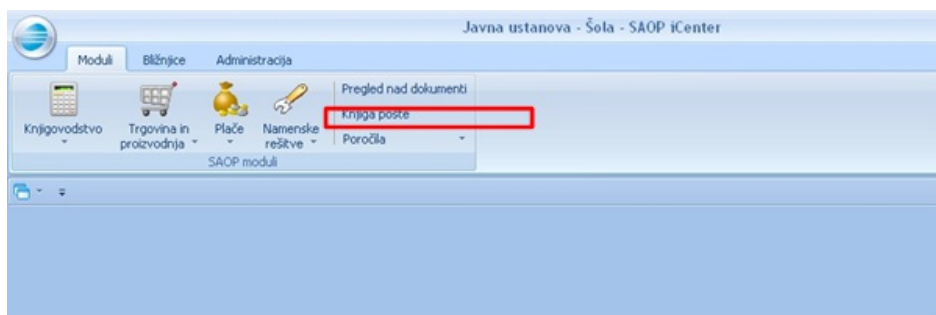 Javna ustanova - Šola - SAOP iCenter
Moduli Bližnjice Administracija
Pregled nad dokumenti
Knjiga pošte
Poročila
Knjigovodstvo
Trgovina in
proizvodnja
Plače
Namenske
rešitve
SAOP moduli